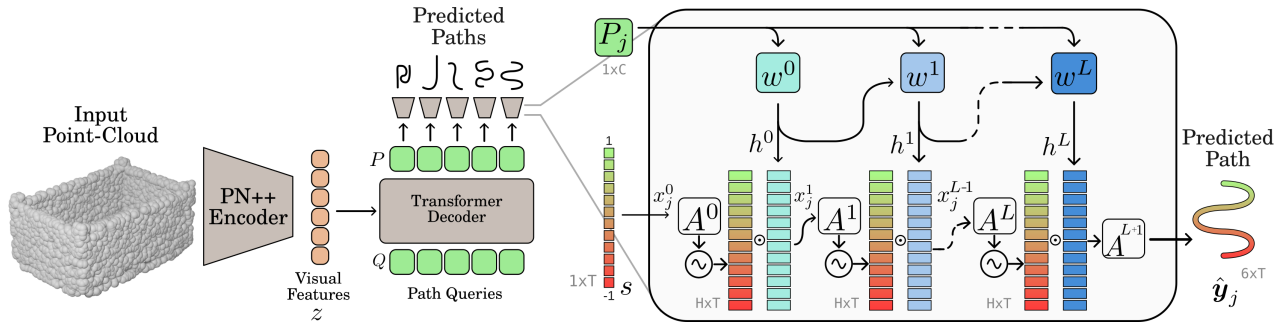 Input
Point-Cloud
PN++
Encoder
Visual
Features
z
Predicted
Paths
P
Transformer
Decoder
Q
Path Queries
P_j
1xC
1
1xT
-1
s
w^0
w^1
w^L
h^0
h^1
h^L
x_j^0
A^0
x_j^1
A^1
x_j^{L-1}
A^L
A^{L+1}
HxT
HxT
HxT
Predicted
Path
6xT
ŷ_j